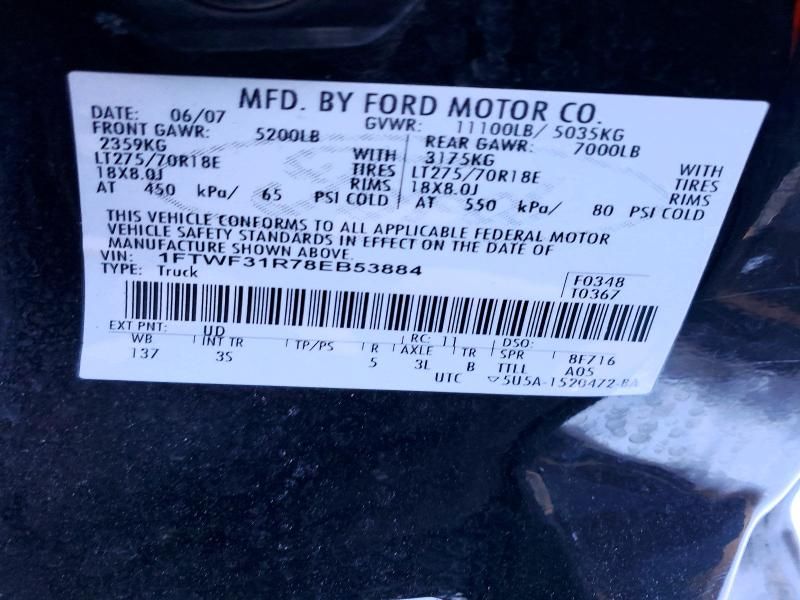 MFD. BY FORD MOTOR CO.
DATE: 06/07 GVWR: 11100LB/ 5035KG
FRONT GAWR: 5200LB REAR GAWR: 7000LB
2359KG WITH 3175KG WITH
LT275/70R18E TIRES LT275/70R18E TIRES
18X8.0J RIMS 18X8.0J RIMS
AT 450 kPa/ 65 PSI COLD AT 550 kPa/ 80 PSI COLD
THIS VEHICLE CONFORMS TO ALL APPLICABLE FEDERAL MOTOR
VEHICLE SAFETY STANDARDS IN EFFECT ON THE DATE OF
MANUFACTURE SHOWN ABOVE.
VIN: 1FTWF31R78EB53884
TYPE: Truck F0348
T0367
EXT PNT: UD RC: 11 DSO:
WB INT TR TP/PS R AXLE TR SPR 8F716
137 3S 5 3L B TTLL A05
UTC ▽5U5A-1520472-BA